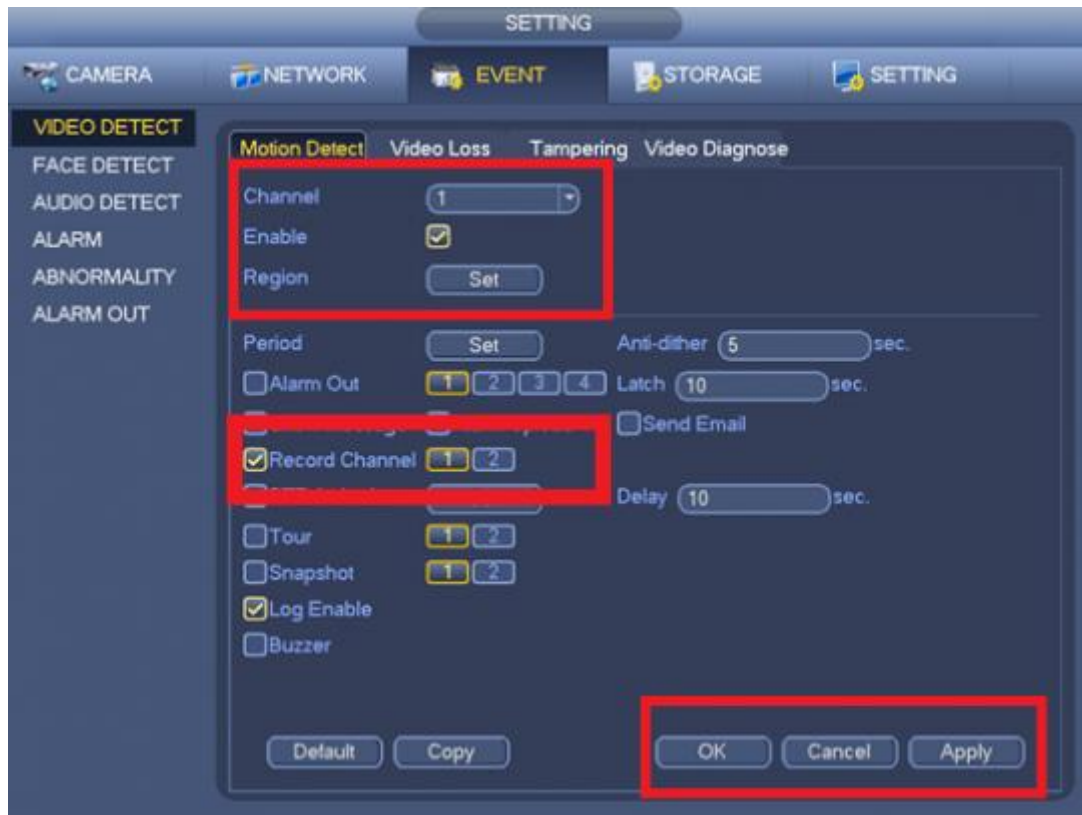 SETTING
CAMERA NETWORK EVENT STORAGE SETTING
VIDEO DETECT
FACE DETECT
AUDIO DETECT
ALARM
ABNORMALITY
ALARM OUT
Motion Detect Video Loss Tampering Video Diagnose
Channel 1
Enable
Region Set
Period Set Anti-dither 5 sec.
Alarm Out 1 2 3 4 Latch 10 sec.
Send Email
Record Channel 1 2
Delay 10 sec.
Tour 1 2
Snapshot 1 2
Log Enable
Buzzer
Default Copy OK Cancel Apply